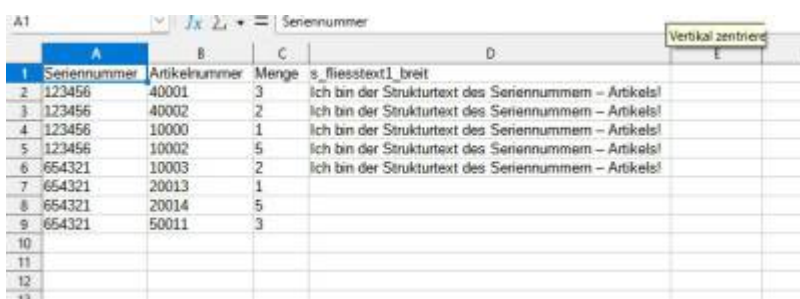 A1 Seriennummer
Vertikal zentriere
A B C D E
1 Seriennummer Artikelnummer Menge s_fliesstext1_breit
2 123456 40001 3 Ich bin der Strukturtext des Seriennummern – Artikels!
3 123456 40002 2 Ich bin der Strukturtext des Seriennummern – Artikels!
4 123456 10000 1 Ich bin der Strukturtext des Seriennummern – Artikels!
5 123456 10002 5 Ich bin der Strukturtext des Seriennummern – Artikels!
6 654321 10003 2 Ich bin der Strukturtext des Seriennummern – Artikels!
7 654321 20013 1
8 654321 20014 5
9 654321 50011 3
10
11
12